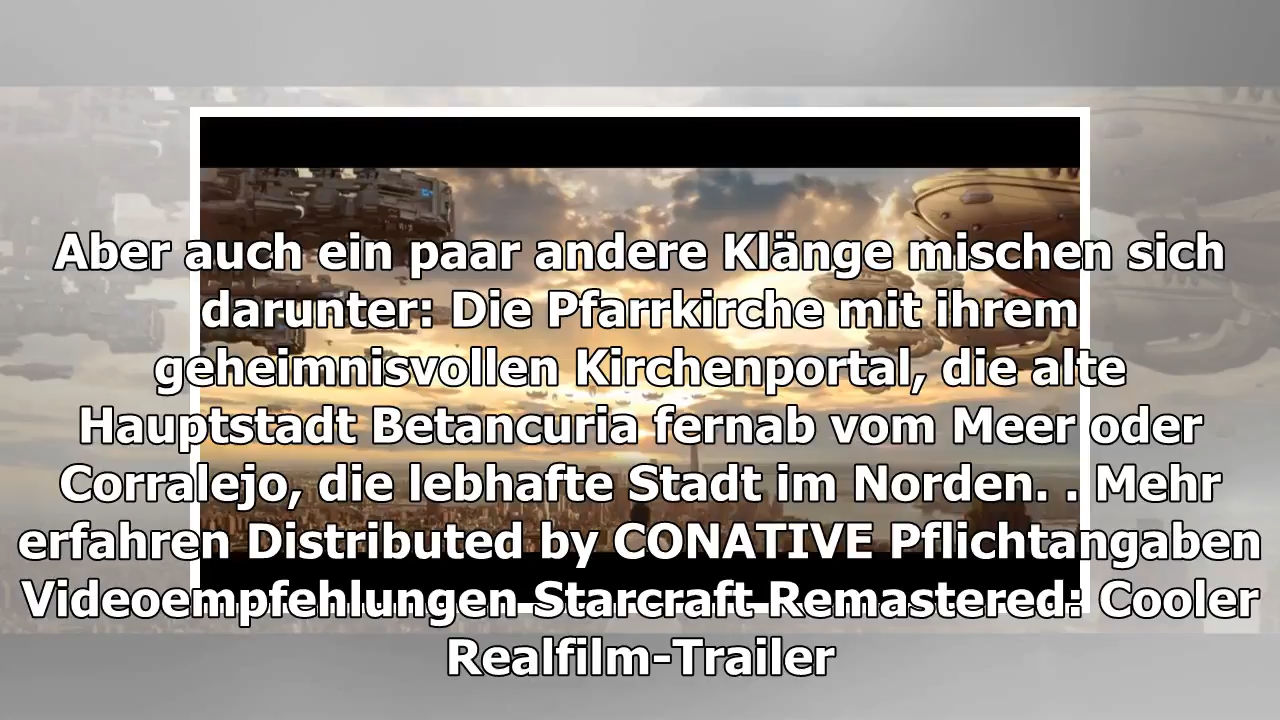 Aber auch ein paar andere Klänge mischen sich
darunter: Die Pfarrkirche mit ihrem
geheimnisvollen Kirchenportal, die alte
Hauptstadt Betancuria fernab vom Meer oder
Corralejo, die lebhafte Stadt im Norden. . Mehr
erfahren Distributed by CONATIVE Pflichtangaben
Videoempfehlungen Starcraft Remastered: Cooler
Realfilm-Trailer